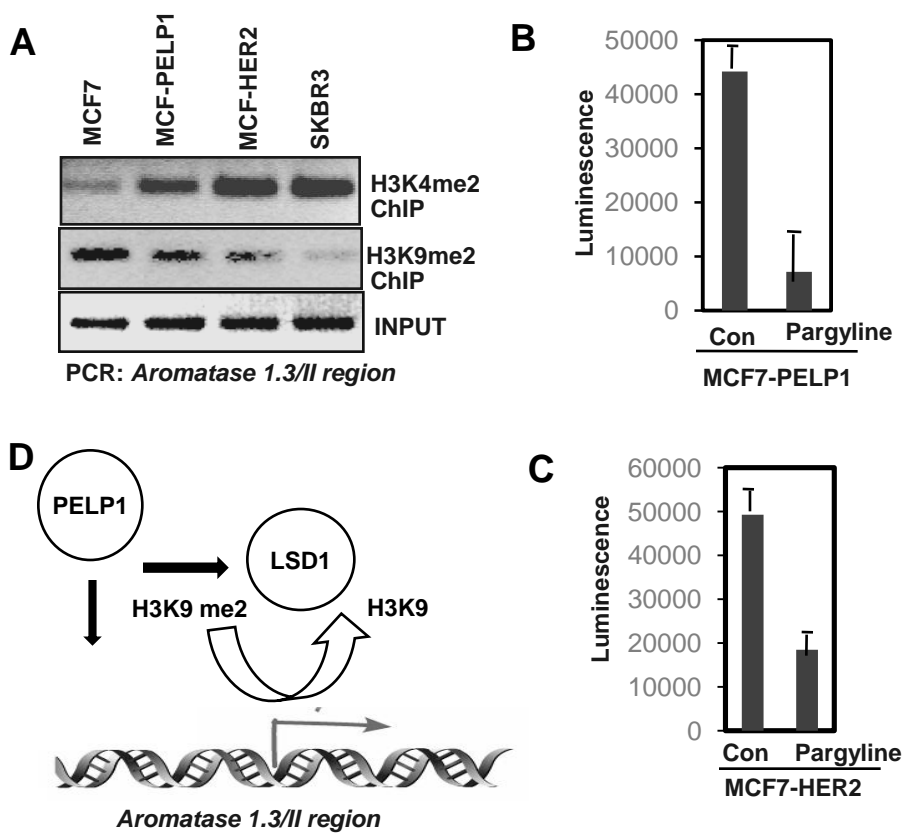 A
MCF7
MCF-PELP1
MCF-HER2
SKBR3
H3K4me2
ChIP
H3K9me2
ChIP
INPUT
PCR: Aromatase 1.3/II region
B
Luminescence
50000
40000
30000
20000
10000
0
Con
Pargyline
MCF7-PELP1
D
PELP1
LSD1
H3K9 me2
H3K9
Aromatase 1.3/II region
C
Luminescence
60000
50000
40000
30000
20000
10000
0
Con
Pargyline
MCF7-HER2